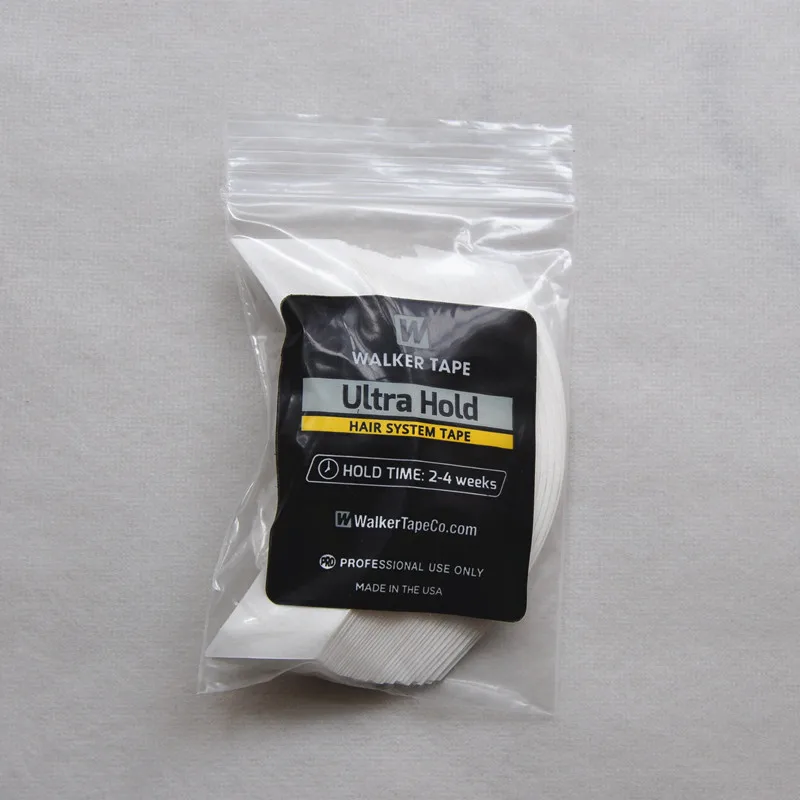 W
WALKER TAPE
Ultra Hold
HAIR SYSTEM TAPE
HOLD TIME: 2-4 weeks
W WalkerTapeCo.com
PRO PROFESSIONAL USE ONLY
MADE IN THE USA